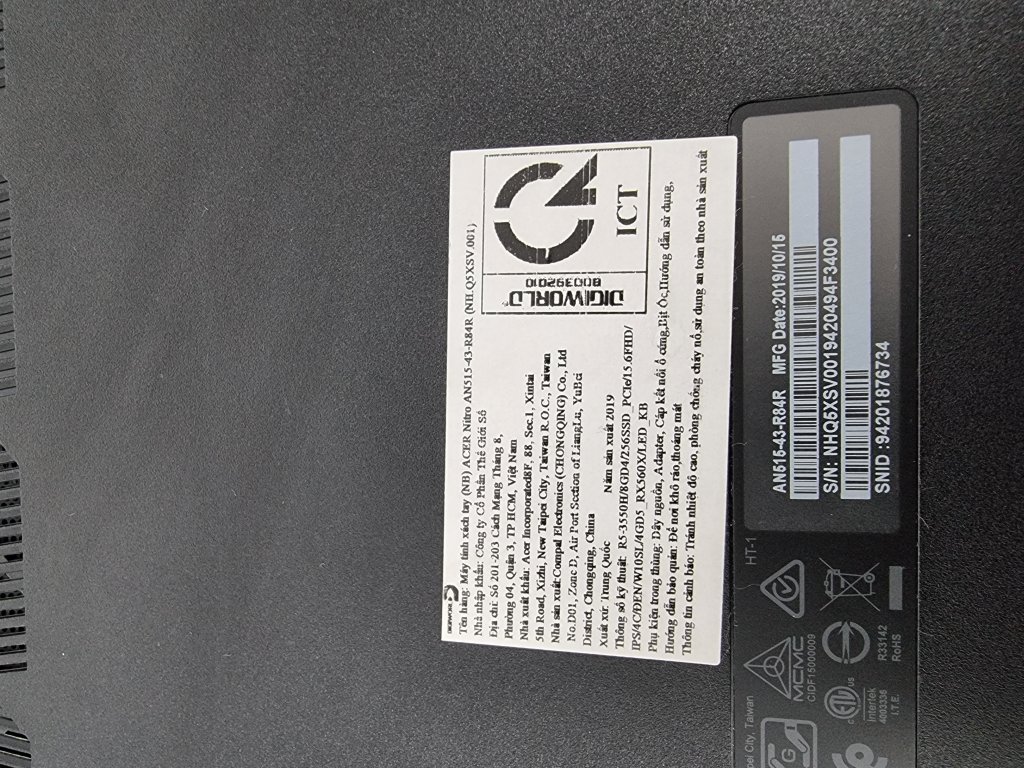 DIGIWORLD
Tên hàng: Máy tính xách tay (NB) ACER Nitro AN515-43-R84R (NH.Q5XSV.001)
Nhà nhập khẩu: Công ty Cổ Phần Thế Giới Số
Địa chỉ: Số 201-203 Cách Mạng Tháng 8,
Phường 04, Quận 3, TP HCM, Việt Nam
Nhà xuất khẩu: Acer Incorporated8F, 88, Sec.1, Xintai
5th Road, Xizhi, New Taipei City, Taiwan R.O.C., Taiwan
Nhà sản xuất:Compal Electronics (CHONGQING) Co., Ltd
No.D01, Zone D, Air Port Section of LiangLu, YuBei
District, Chongqing, China
Xuất xứ: Trung Quốc Năm sản xuất 2019
Thông số kỹ thuật: R5-3550H/8GD4/256SSD_PCIe/15.6FHD/
IPS/4C/ĐEN/W10SL/4GD5_RX560X/LED_KB
Phụ kiện trong thùng: Dây nguồn, Adapter, Cáp kết nối ổ cứng,Bịt Ốc,Hướng dẫn sử dụng,
Hướng dẫn bảo quản: Để nơi khô ráo,thoáng mát
Thông tin cảnh báo: Tránh nhiệt độ cao, phòng chống cháy nổ,sử dụng an toàn theo nhà sản xuất
DIGIWORLD
B00392010
ICT
AN515-43-R84R MFG Date:2019/10/15
S/N: NHQ5XSV0019420494F3400
SNID :94201876734
HT-1
MCMC
CIDF15000009
c us
Intertek
4003336
I.T.E.
R33142
RoHS
City, Taiwan
G